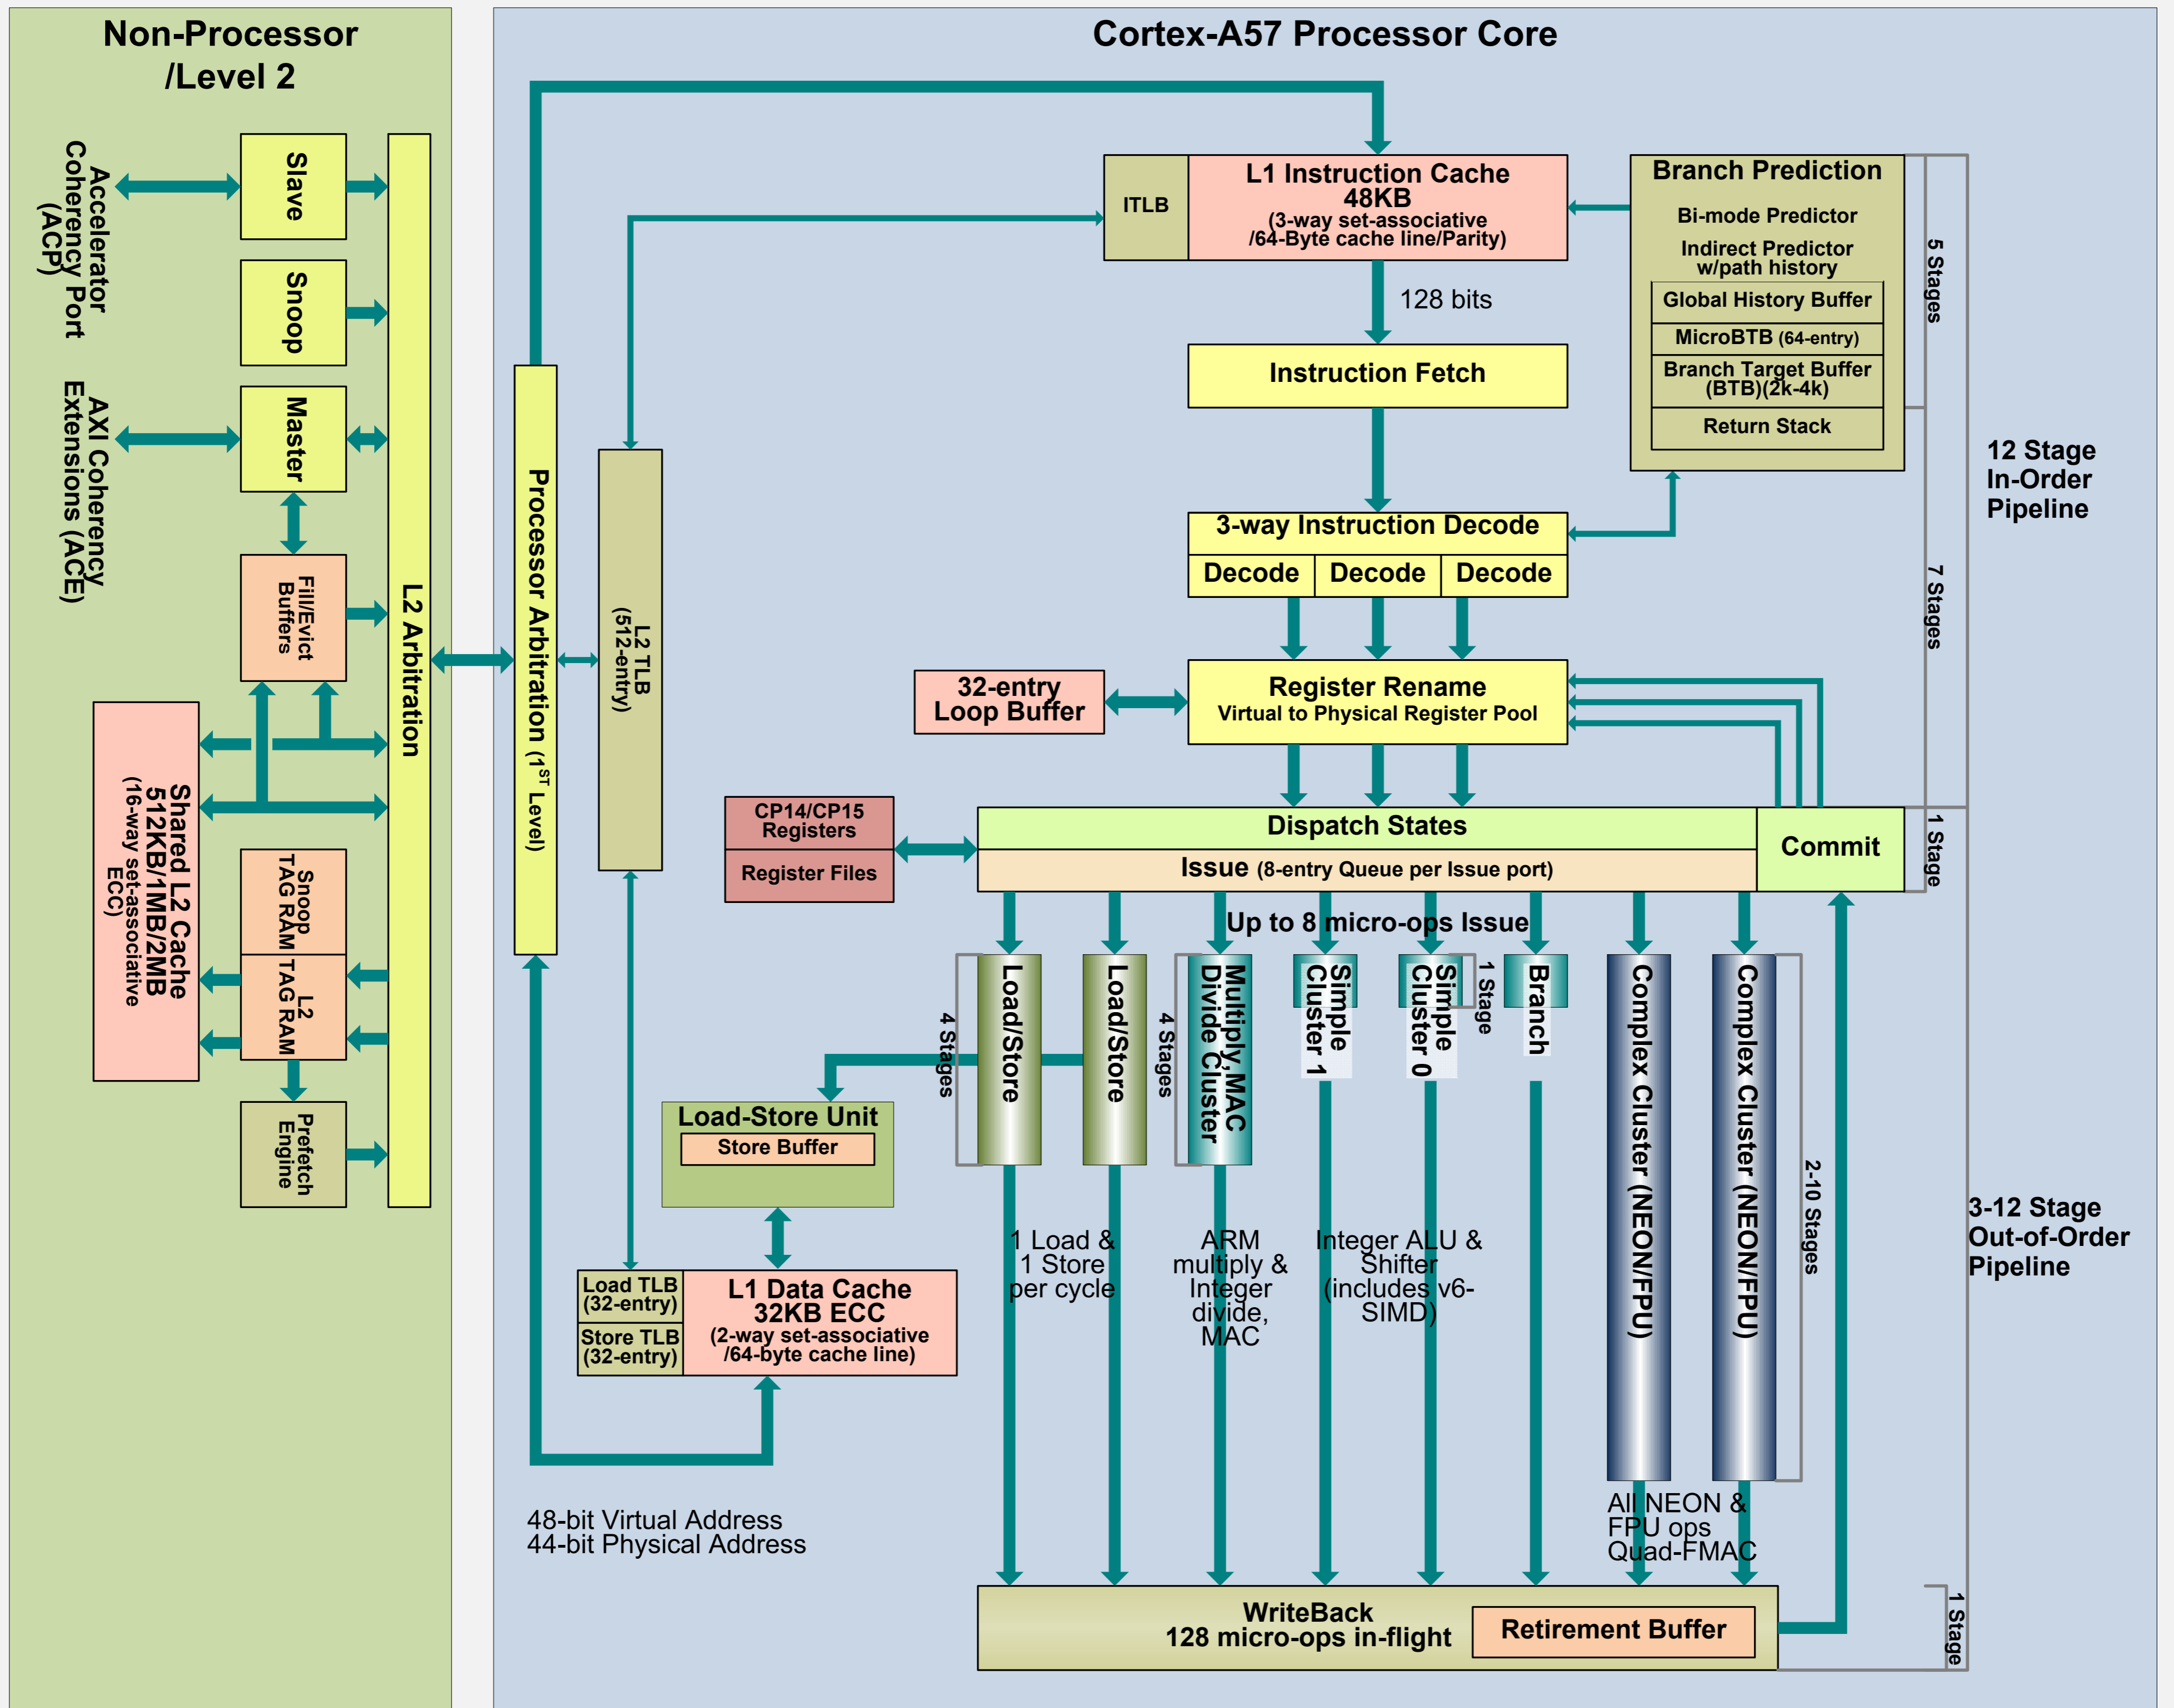 Non-Processor
/Level 2
Accelerator
Coherency Port
(ACP)
AXI Coherency
Extensions (ACE)
Slave
Snoop
Master
Fill/Evict
Buffers
Shared L2 Cache
512KB/1MB/2MB
(16-way set-associative
ECC)
Snoop
TAG RAM
L2
TAG RAM
Prefetch
Engine
L2 Arbitration
Cortex-A57 Processor Core
Processor Arbitration (1ST Level)
L2 TLB
(512-entry)
ITLB
L1 Instruction Cache
48KB
(3-way set-associative
/64-Byte cache line/Parity)
128 bits
Instruction Fetch
Branch Prediction
Bi-mode Predictor
Indirect Predictor
w/path history
Global History Buffer
MicroBTB (64-entry)
Branch Target Buffer
(BTB)(2k-4k)
Return Stack
5 Stages
7 Stages
12 Stage
In-Order
Pipeline
3-way Instruction Decode
Decode
Decode
Decode
32-entry
Loop Buffer
Register Rename
Virtual to Physical Register Pool
CP14/CP15
Registers
Register Files
Dispatch States
Issue (8-entry Queue per Issue port)
Commit
1 Stage
Up to 8 micro-ops Issue
4 Stages
Load/Store
Load/Store
4 Stages
Multiply,MAC
Divide Cluster
Simple
Cluster 1
Simple
Cluster 0
1 Stage
Branch
Complex Cluster (NEON/FPU)
Complex Cluster (NEON/FPU)
2-10 Stages
3-12 Stage
Out-of-Order
Pipeline
Load-Store Unit
Store Buffer
Load TLB
(32-entry)
Store TLB
(32-entry)
L1 Data Cache
32KB ECC
(2-way set-associative
/64-byte cache line)
1 Load &
1 Store
per cycle
ARM
multiply &
Integer
divide,
MAC
Integer ALU &
Shifter
(includes v6-
SIMD)
All NEON &
FPU ops
Quad-FMAC
48-bit Virtual Address
44-bit Physical Address
WriteBack
128 micro-ops in-flight
Retirement Buffer
1 Stage